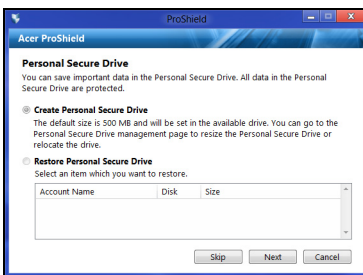 ProShield
Acer ProShield
Personal Secure Drive
You can save important data in the Personal Secure Drive. All data in the Personal
Secure Drive are protected.
Create Personal Secure Drive
The default size is 500 MB and will be set in the available drive. You can go to the
Personal Secure Drive management page to resize the Personal Secure Drive or
relocate the drive.
Restore Personal Secure Drive
Select an item which you want to restore.
Account Name Disk Size
Skip Next Cancel